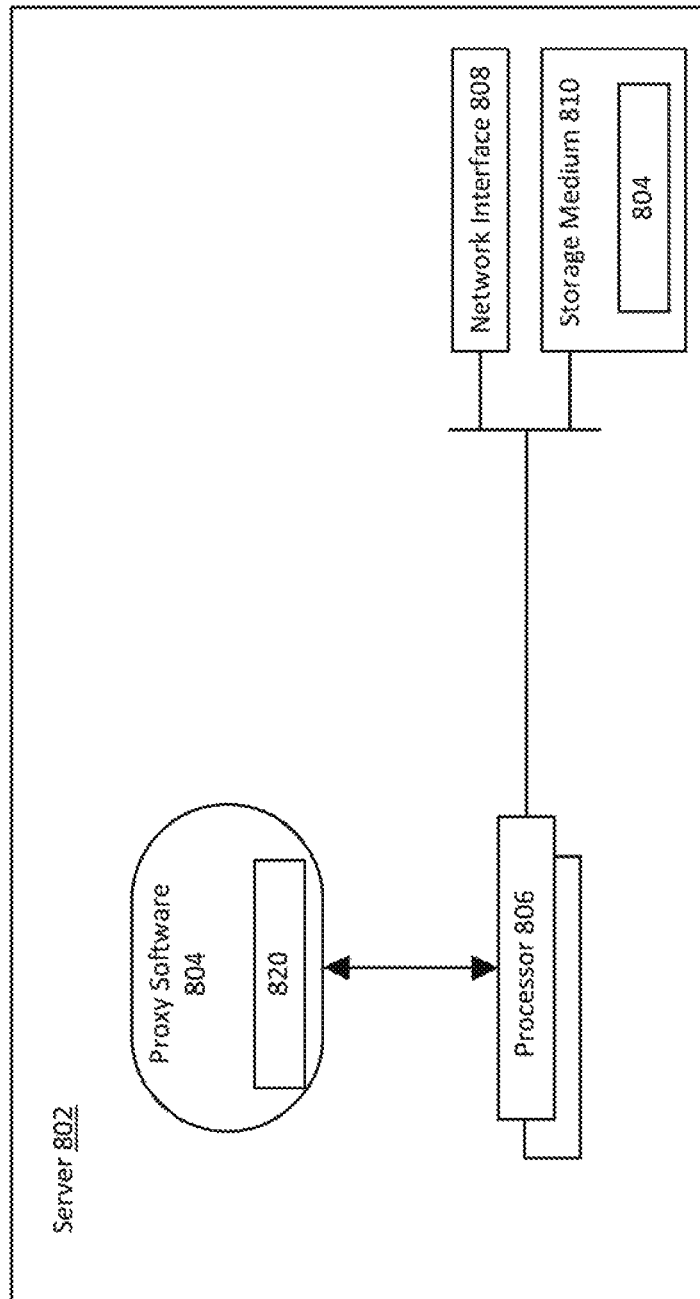 Server 802
Proxy Software
804
820
Processor 806
Network Interface 808
Storage Medium 810
804